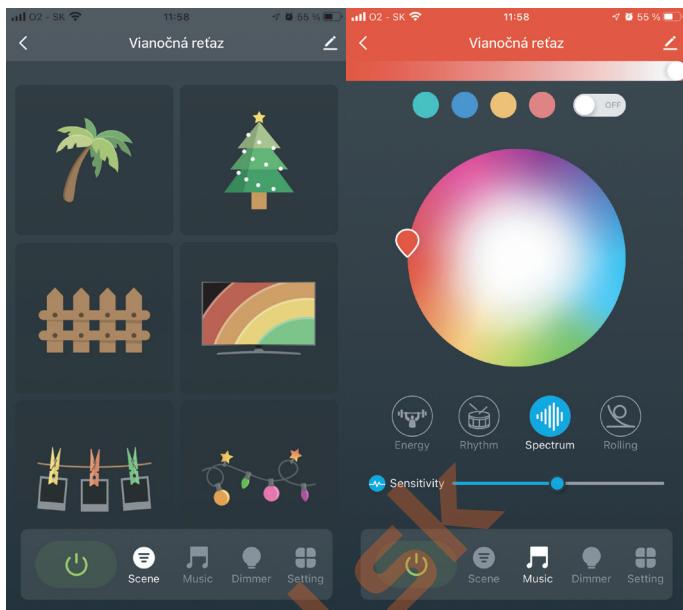 O2 - SK 11:58 55 %
Vianočná reťaz
Scene Music Dimmer Setting
O2 - SK 11:58 55 %
Vianočná reťaz
OFF
Energy Rhythm Spectrum Rolling
Sensitivity
Scene Music Dimmer Setting
SK